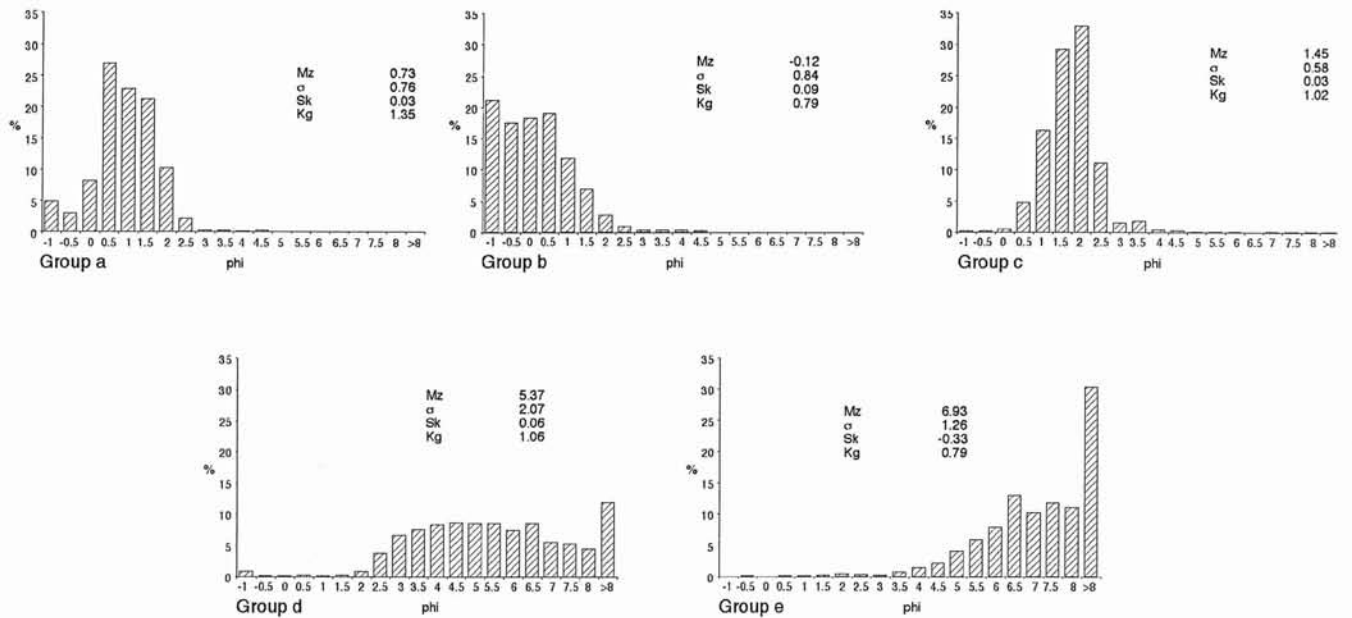 35
30
25
20
15
10
5
0
%
Mz 0.73
σ 0.76
Sk 0.03
Kg 1.35
-1 -0.5 0 0.5 1 1.5 2 2.5 3 3.5 4 4.5 5 5.5 6 6.5 7 7.5 8 >8
Group a phi
35
30
25
20
15
10
5
0
%
Mz -0.12
σ 0.84
Sk 0.09
Kg 0.79
-1 -0.5 0 0.5 1 1.5 2 2.5 3 3.5 4 4.5 5 5.5 6 6.5 7 7.5 8 >8
Group b phi
35
30
25
20
15
10
5
0
%
Mz 1.45
σ 0.58
Sk 0.03
Kg 1.02
-1 -0.5 0 0.5 1 1.5 2 2.5 3 3.5 4 4.5 5 5.5 6 6.5 7 7.5 8 >8
Group c phi
35
30
25
20
15
10
5
0
%
Mz 5.37
σ 2.07
Sk 0.06
Kg 1.06
-1 -0.5 0 0.5 1 1.5 2 2.5 3 3.5 4 4.5 5 5.5 6 6.5 7 7.5 8 >8
Group d phi
35
30
25
20
15
10
5
0
%
Mz 6.93
σ 1.26
Sk -0.33
Kg 0.79
-1 -0.5 0 0.5 1 1.5 2 2.5 3 3.5 4 4.5 5 5.5 6 6.5 7 7.5 8 >8
Group e phi